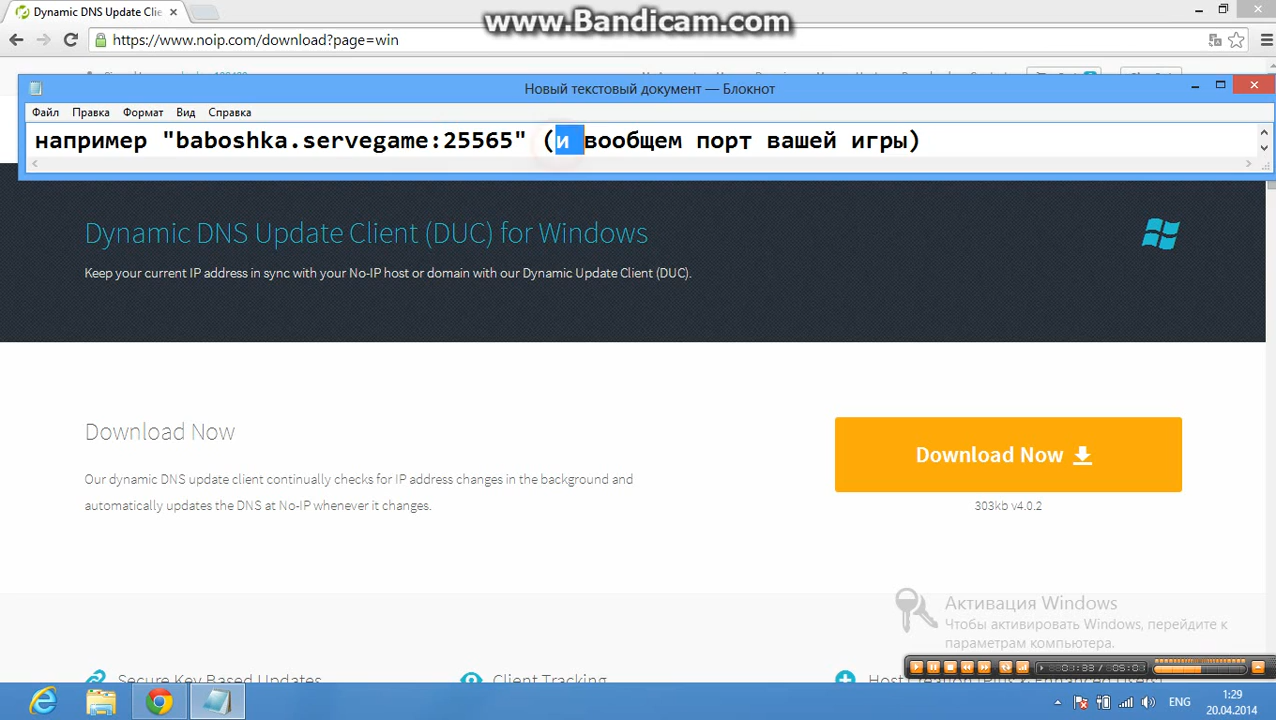 www.Bandicam.com
Dynamic DNS Update Clie
https://www.noip.com/download?page=win
Новый текстовый документ — Блокнот
Файл Правка Формат Вид Справка
например "baboshka.servegame:25565" (и вообщем порт вашей игры)
Dynamic DNS Update Client (DUC) for Windows
Keep your current IP address in sync with your No-IP host or domain with our Dynamic Update Client (DUC).
Download Now
Our dynamic DNS update client continually checks for IP address changes in the background and
automatically updates the DNS at No-IP whenever it changes.
Download Now
303kb v4.0.2
Активация Windows
Чтобы активировать Windows, перейдите к
параметрам компьютера.
Secure Key Based Updates
Client Tracking
ENG
1:29
20.04.2014